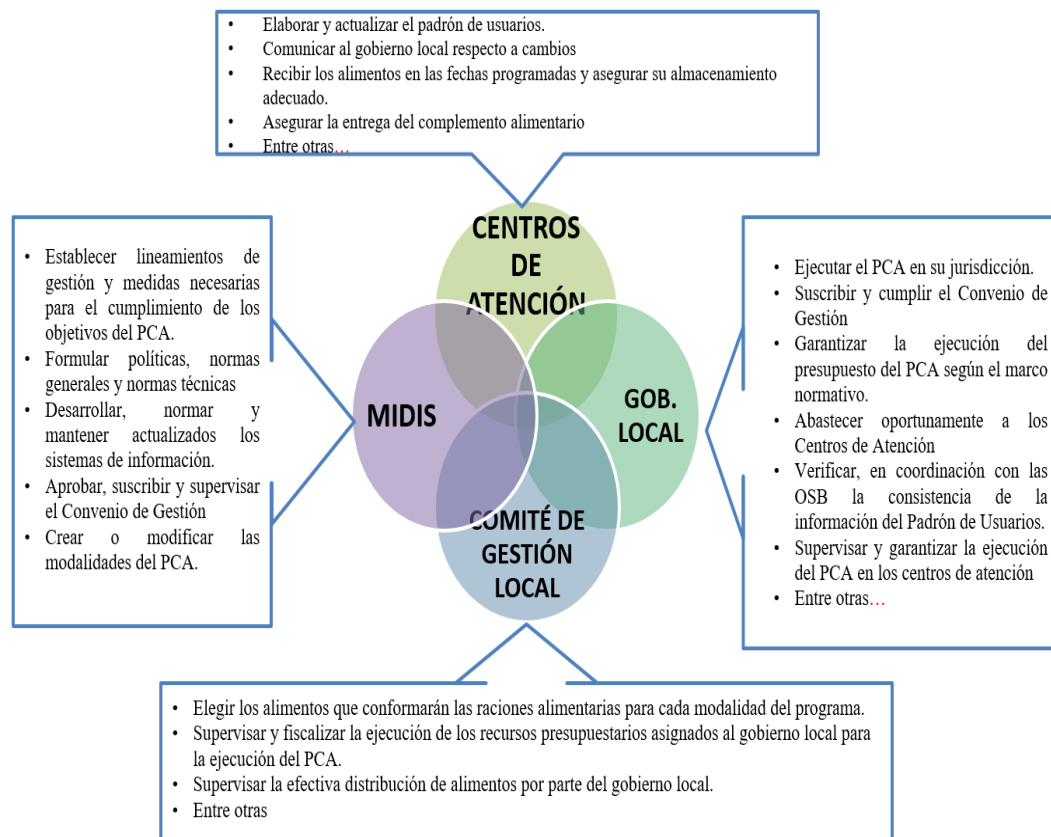 • Elaborar y actualizar el padrón de usuarios.
• Comunicar al gobierno local respecto a cambios
• Recibir los alimentos en las fechas programadas y asegurar su almacenamiento
adecuado.
• Asegurar la entrega del complemento alimentario
• Entre otras…
• Establecer lineamientos de
gestión y medidas necesarias
para el cumplimiento de los
objetivos del PCA.
• Formular políticas, normas
generales y normas técnicas
• Desarrollar, normar y
mantener actualizados los
sistemas de información.
• Aprobar, suscribir y supervisar
el Convenio de Gestión
• Crear o modificar las
modalidades del PCA.
CENTROS
DE
ATENCIÓN
MIDIS
GOB.
LOCAL
COMITÉ DE
GESTIÓN
LOCAL
• Ejecutar el PCA en su jurisdicción.
• Suscribir y cumplir el Convenio de
Gestión
• Garantizar la ejecución del
presupuesto del PCA según el marco
normativo.
• Abastecer oportunamente a los
Centros de Atención
• Verificar, en coordinación con las
OSB la consistencia de la
información del Padrón de Usuarios.
• Supervisar y garantizar la ejecución
del PCA en los centros de atención
• Entre otras…
• Elegir los alimentos que conformarán las raciones alimentarias para cada modalidad del programa.
• Supervisar y fiscalizar la ejecución de los recursos presupuestarios asignados al gobierno local para
la ejecución del PCA.
• Supervisar la efectiva distribución de alimentos por parte del gobierno local.
• Entre otras